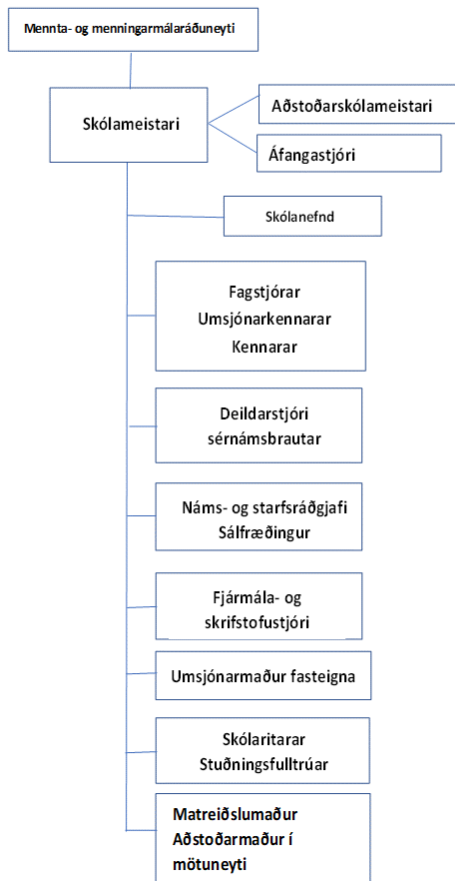 Mennta- og menningarmálaráðuneyti
Skólameistari
Aðstoðarskólameistari
Áfangastjóri
Skólanefnd
Fagstjórar
Umsjónarkennarar
Kennarar
Deildarstjóri
sérnámsbrautar
Náms- og starfsráðgjafi
Sálfræðingur
Fjármála- og
skrifstofustjóri
Umsjónarmaður fasteigna
Skólaritarar
Stuðningsfulltrúar
Matreiðslumaður
Aðstoðarmaður í
mötuneyti